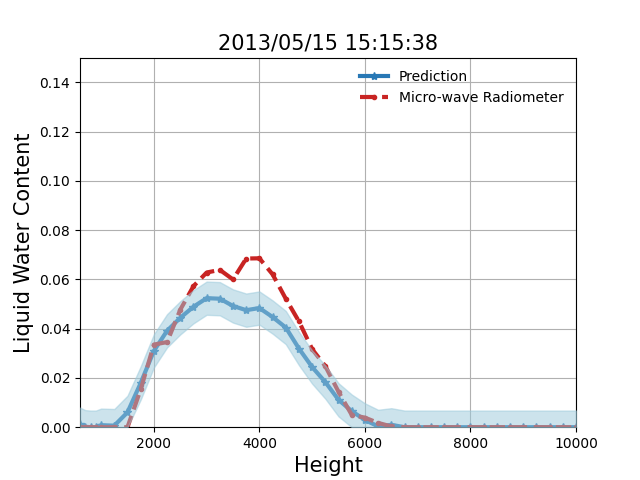 2013/05/15 15:15:38
Prediction
Micro-wave Radiometer
Liquid Water Content
0.14
0.12
0.10
0.08
0.06
0.04
0.02
0.00
2000 4000 6000 8000 10000
Height